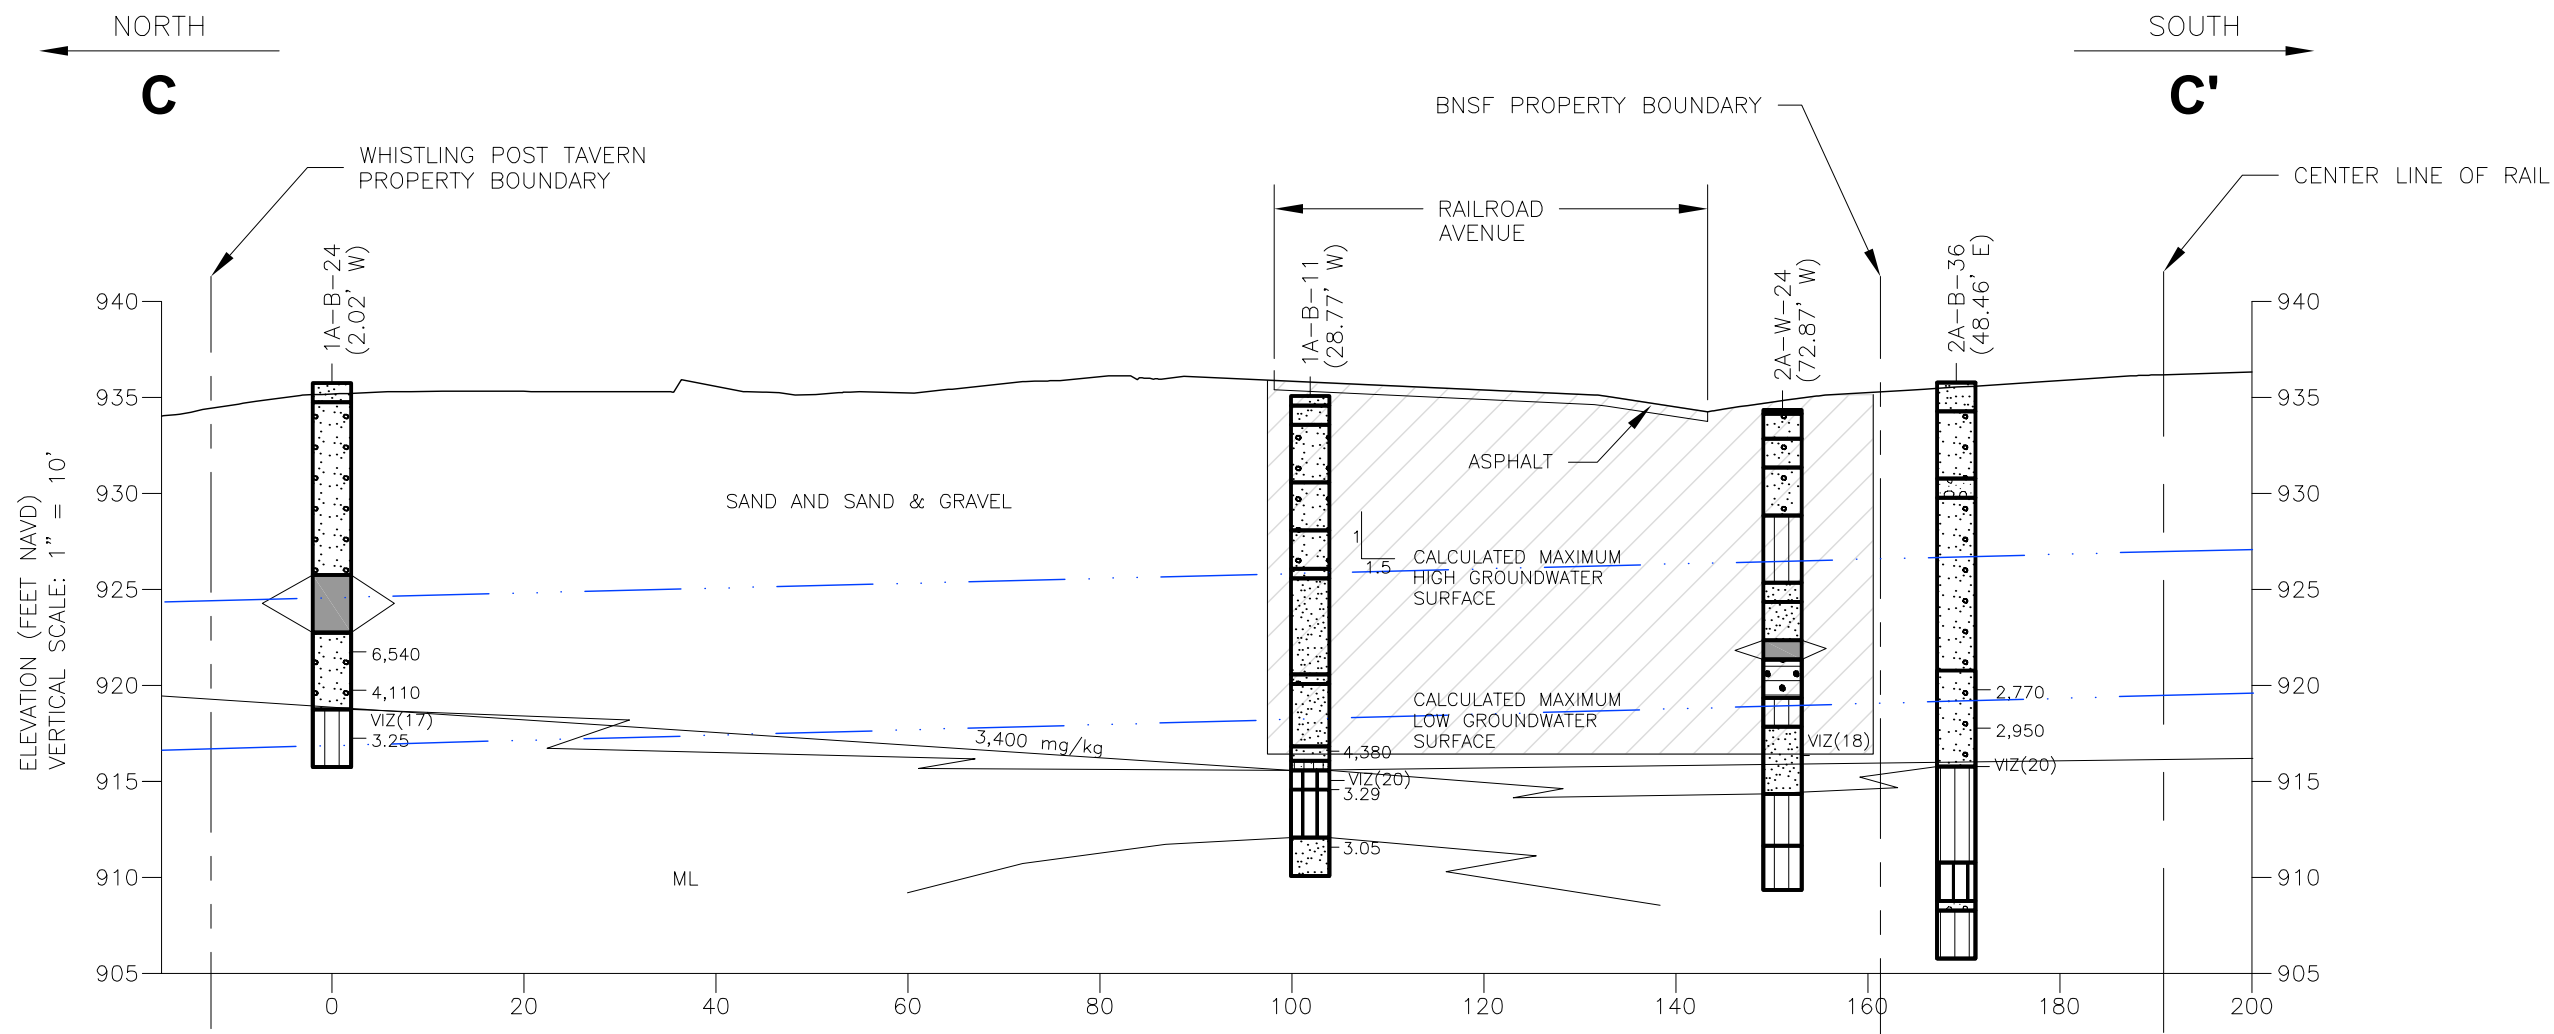 NORTH
SOUTH
C
C'
BNSF PROPERTY BOUNDARY
WHISTLING POST TAVERN
PROPERTY BOUNDARY
CENTER LINE OF RAIL
RAILROAD
AVENUE
1A-B-24
(2.02' W)
1A-B-11
(28.77' W)
2A-W-24
(72.87' W)
2A-B-36
(48.46' E)
ELEVATION (FEET NAVD)
VERTICAL SCALE: 1" = 10'
940
935
930
925
920
915
910
905
940
935
930
925
920
915
910
905
ASPHALT
SAND AND SAND & GRAVEL
1
1.5
CALCULATED MAXIMUM
HIGH GROUNDWATER
SURFACE
CALCULATED MAXIMUM
LOW GROUNDWATER
SURFACE
6,540
4,110
VIZ(17)
3.25
3,400 mg/kg
4,380
VIZ(20)
3.29
3.05
VIZ(18)
2,770
2,950
VIZ(20)
ML
0
20
40
60
80
100
120
140
160
180
200